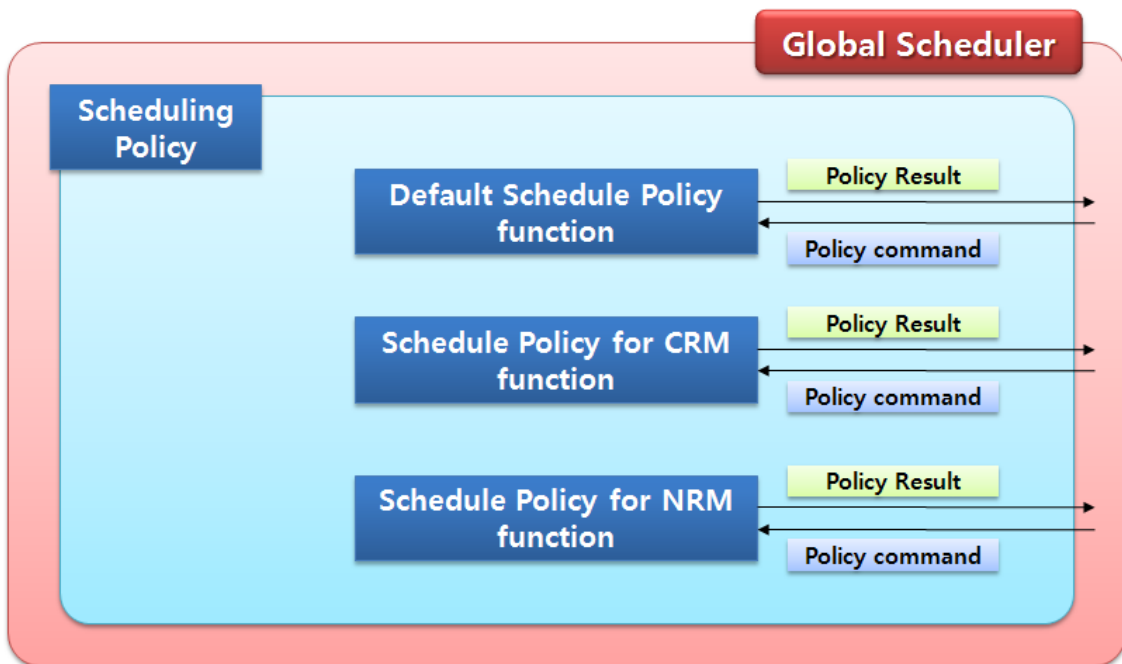 Global Scheduler
Scheduling
Policy
Default Schedule Policy
function
Policy Result
Policy command
Schedule Policy for CRM
function
Policy Result
Policy command
Schedule Policy for NRM
function
Policy Result
Policy command